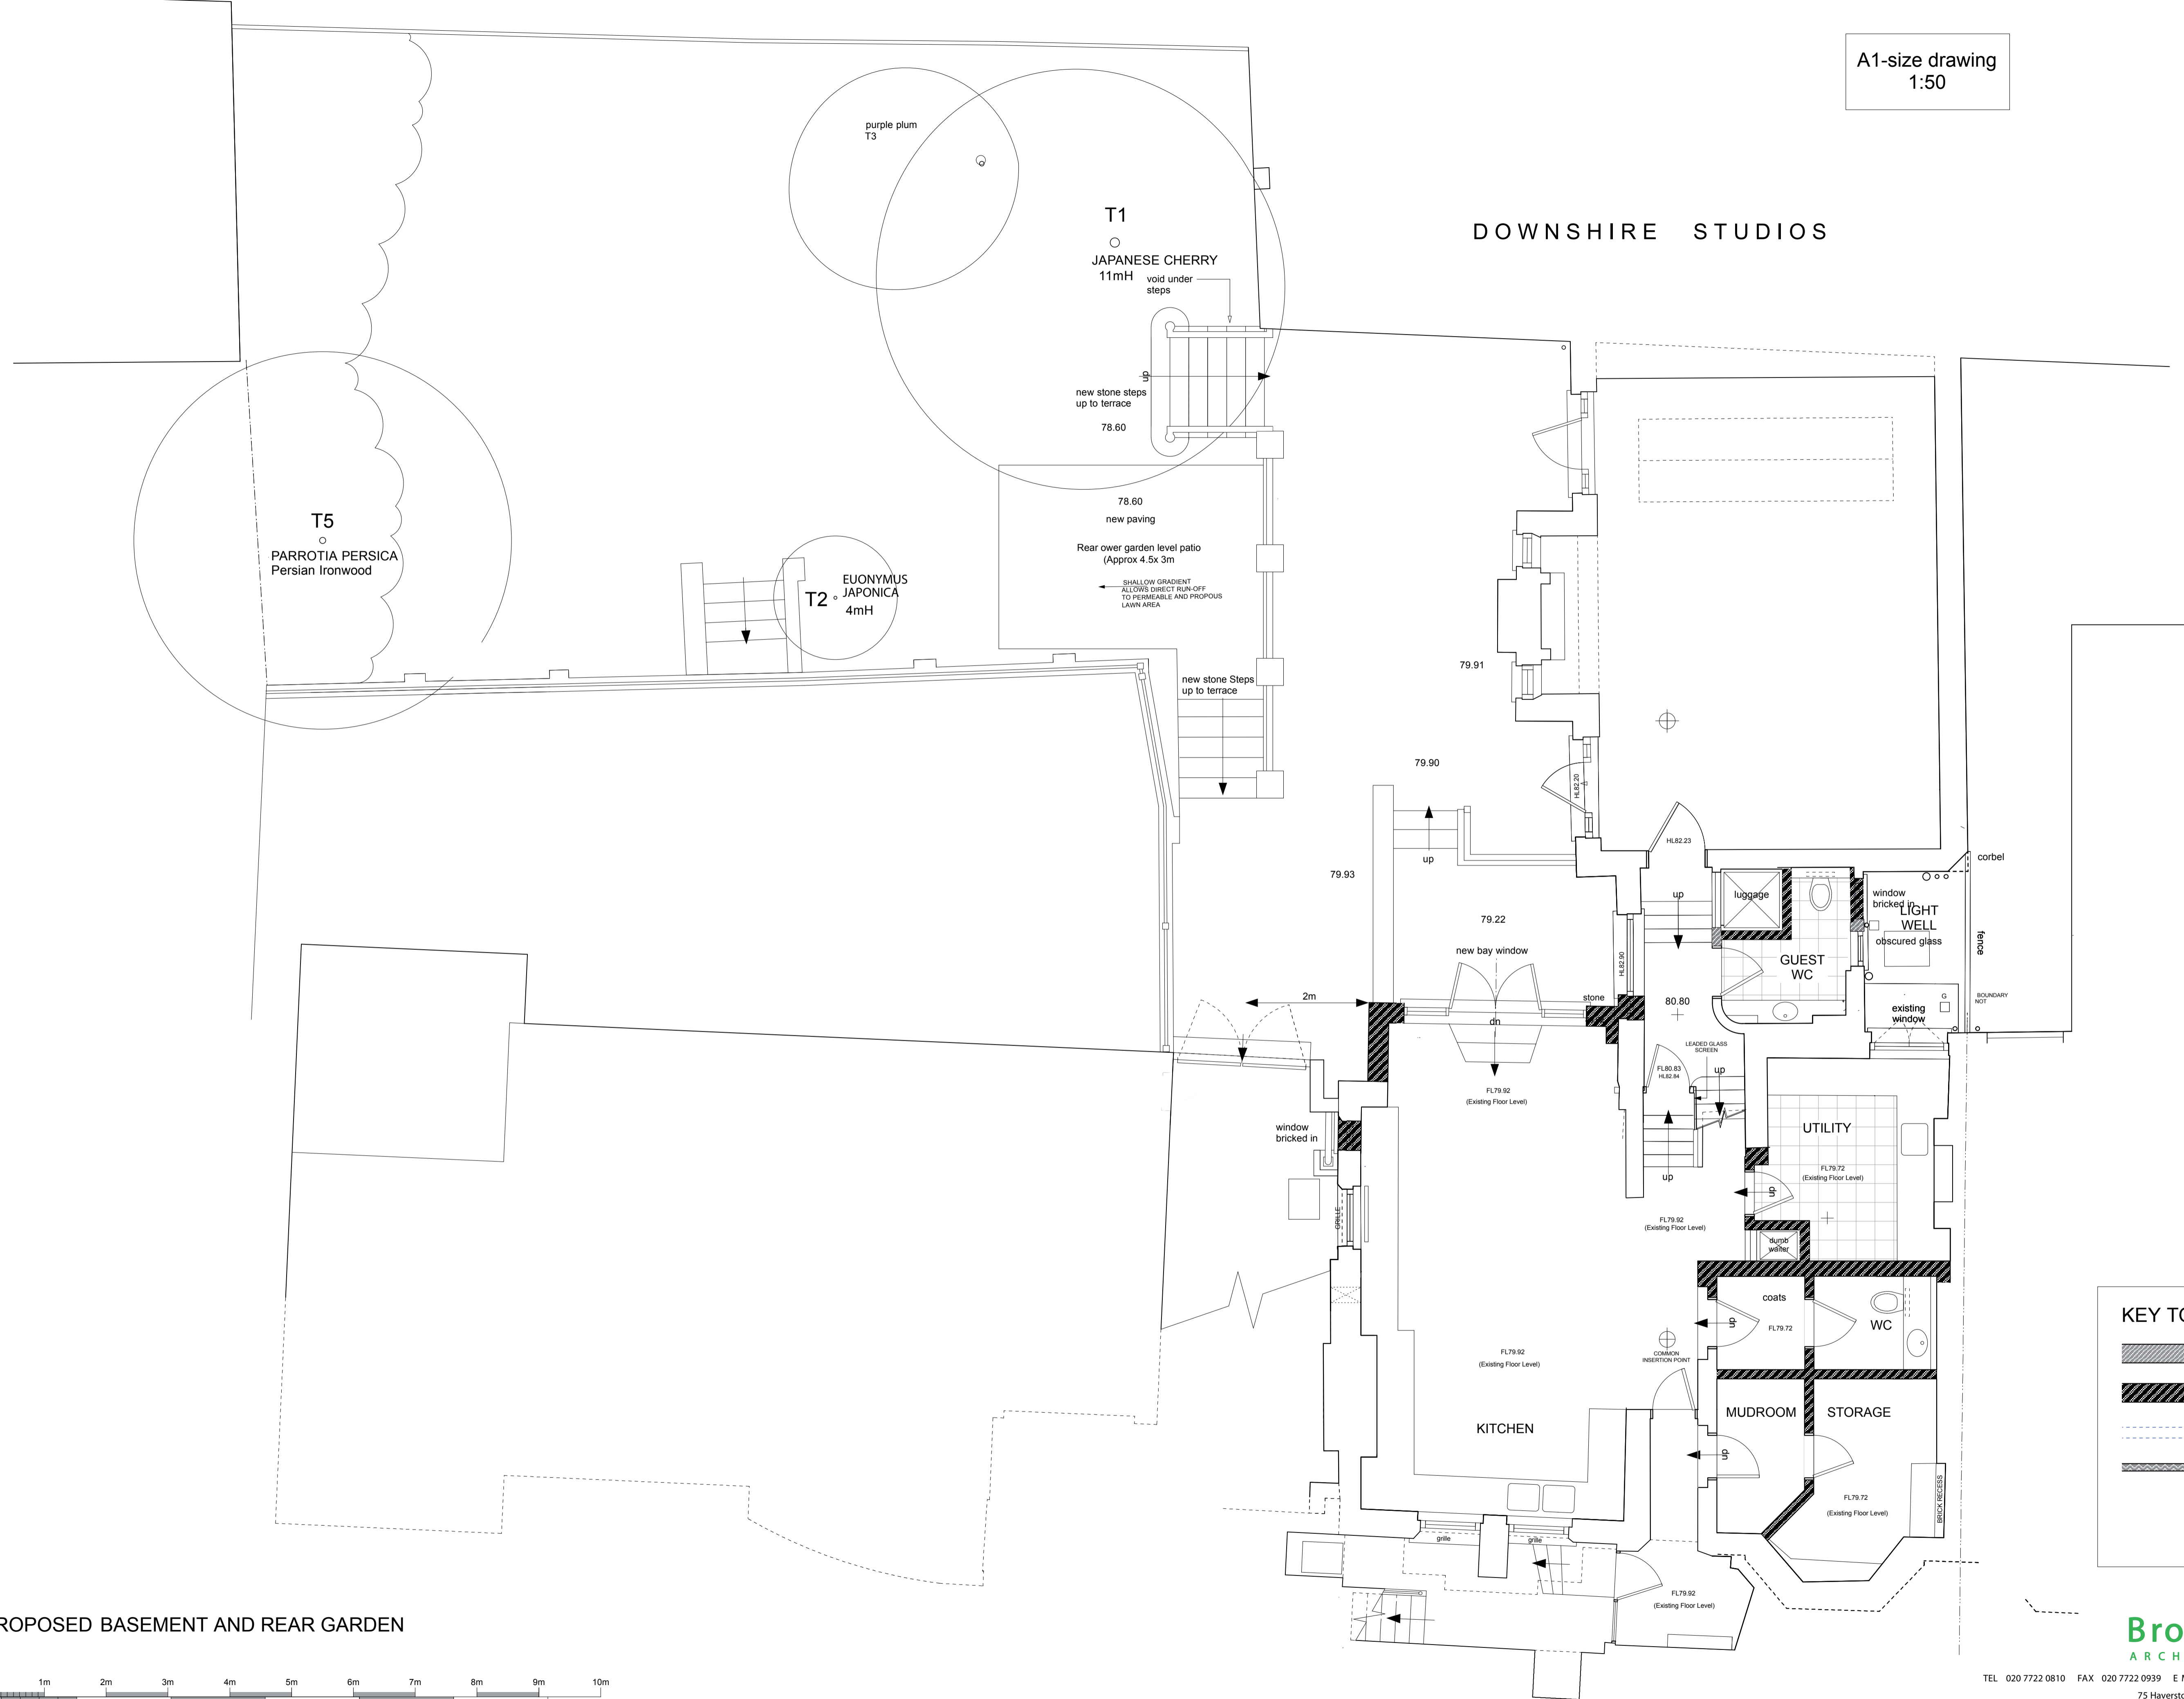 A1-size drawing
1:50
purple plum
T3
T1
JAPANESE CHERRY
11mH
void under
steps
DOWNSHIRE STUDIOS
dn
new stone steps
up to terrace
78.60
78.60
new paving
Rear ower garden level patio
(Approx 4.5x 3m
SHALLOW GRADIENT
ALLOWS DIRECT RUN-OFF
TO PERMEABLE AND PROPOUS
LAWN AREA
T5
PARROTIA PERSICA
Persian Ironwood
T2
EUONYMUS
JAPONICA
4mH
new stone Steps
up to terrace
79.91
79.90
HL82.20
up
79.93
HL82.23
corbel
up
luggage
window
bricked in
LIGHT
WELL
obscured glass
fence
79.22
new bay window
HL82.90
GUEST
WC
2m
stone
80.80
G
BOUNDARY
NOT
existing
window
dn
LEADED GLASS
SCREEN
FL80.83
HL82.84
up
FL79.92
(Existing Floor Level)
window
bricked in
UTILITY
FL79.72
(Existing Floor Level)
up
dn
GRILLE
FL79.92
(Existing Floor Level)
dumb
waiter
coats
FL79.72
dn
WC
KEY TO
COMMON
INSERTION POINT
FL79.92
(Existing Floor Level)
KITCHEN
MUDROOM
STORAGE
dn
FL79.72
(Existing Floor Level)
BRICK RECESS
grille
grille
FL79.92
(Existing Floor Level)
ROPOSED BASEMENT AND REAR GARDEN
1m 2m 3m 4m 5m 6m 7m 8m 9m 10m
Bro
ARCH
TEL 020 7722 0810 FAX 020 7722 0939 E M
75 Haversto